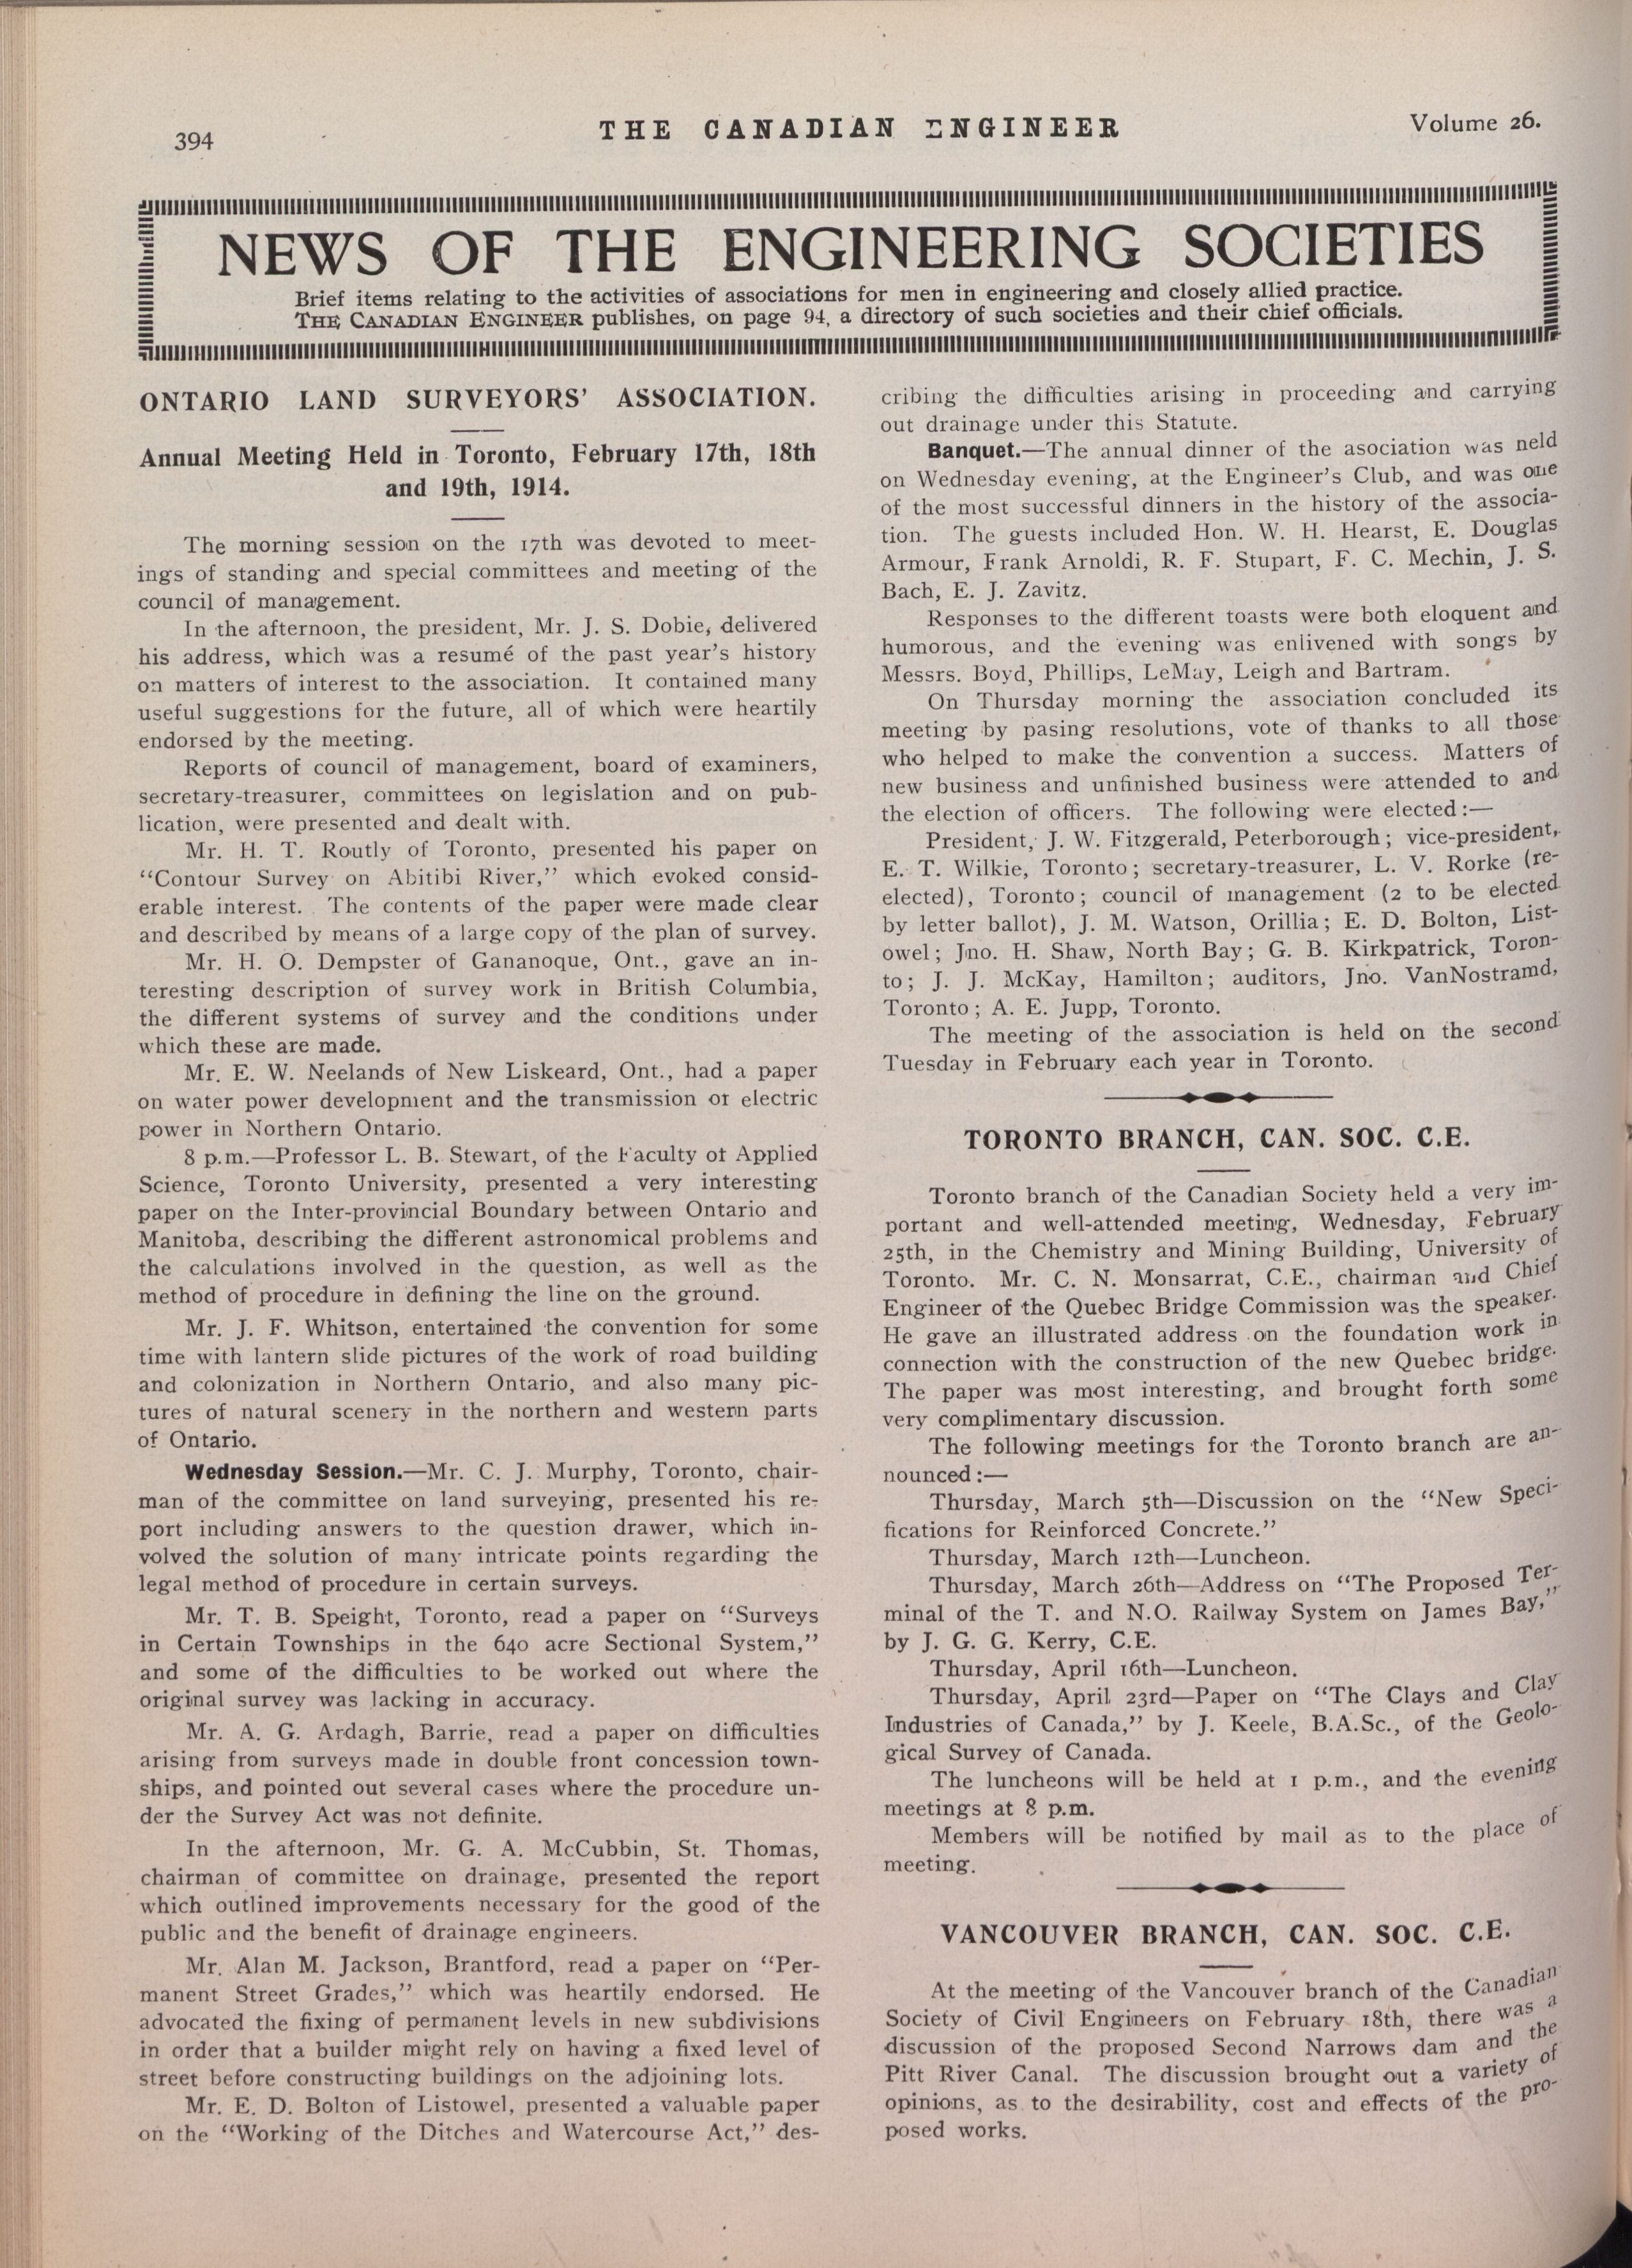 394
THE CANADIAN ENGINEER
Volume 26.
NEWS OF THE ENGINEERING SOCIETIES
Brief items relating to the activities of associations for men in engineering and closely allied practice.
THE CANADIAN ENGINEER publishes, on page 94, a directory of such societies and their chief officials.
ONTARIO LAND SURVEYORS' ASSOCIATION.
Annual Meeting Held in Toronto, February 17th, 18th
and 19th, 1914.
The morning session on the 17th was devoted to meet-
ings of standing and special committees and meeting of the
council of management.
In the afternoon, the president, Mr. J. S. Dobie, delivered
his address, which was a resumé of the past year's history
on matters of interest to the association. It contained many
useful suggestions for the future, all of which were heartily
endorsed by the meeting.
Reports of council of management, board of examiners,
secretary-treasurer, committees on legislation and on pub-
lication, were presented and dealt with.
Mr. H. T. Routly of Toronto, presented his paper on
"Contour Survey on Abitibi River," which evoked consid-
erable interest. The contents of the paper were made clear
and described by means of a large copy of the plan of survey.
Mr. H. O. Dempster of Gananoque, Ont., gave an in-
teresting description of survey work in British Columbia,
the different systems of survey and the conditions under
which these are made.
Mr. E. W. Neelands of New Liskeard, Ont., had a paper
on water power development and the transmission or electric
power in Northern Ontario.
8 p.m.—Professor L. B. Stewart, of the Faculty of Applied
Science, Toronto University, presented a very interesting
paper on the Inter-provincial Boundary between Ontario and
Manitoba, describing the different astronomical problems and
the calculations involved in the question, as well as the
method of procedure in defining the line on the ground.
Mr. J. F. Whitson, entertained the convention for some
time with lantern slide pictures of the work of road building
and colonization in Northern Ontario, and also many pic-
tures of natural scenery in the northern and western parts
of Ontario.
Wednesday Session.—Mr. C. J. Murphy, Toronto, chair-
man of the committee on land surveying, presented his re-
port including answers to the question drawer, which in-
volved the solution of many intricate points regarding the
legal method of procedure in certain surveys.
Mr. T. B. Speight, Toronto, read a paper on "Surveys
in Certain Townships in the 640 acre Sectional System,"
and some of the difficulties to be worked out where the
original survey was lacking in accuracy.
Mr. A. G. Ardagh, Barrie, read a paper on difficulties
arising from surveys made in double front concession town-
ships, and pointed out several cases where the procedure un-
der the Survey Act was not definite.
In the afternoon, Mr. G. A. McCubbin, St. Thomas,
chairman of committee on drainage, presented the report
which outlined improvements necessary for the good of the
public and the benefit of drainage engineers.
Mr. Alan M. Jackson, Brantford, read a paper on "Per-
manent Street Grades," which was heartily endorsed. He
advocated the fixing of permanent levels in new subdivisions
in order that a builder might rely on having a fixed level of
street before constructing buildings on the adjoining lots.
Mr. E. D. Bolton of Listowel, presented a valuable paper
on the "Working of the Ditches and Watercourse Act," des-
cribing the difficulties arising in proceeding and carrying
out drainage under this Statute.
Banquet.—The annual dinner of the asociation was held
on Wednesday evening, at the Engineer's Club, and was one
of the most successful dinners in the history of the associa-
tion. The guests included Hon. W. H. Hearst, E. Douglas
Armour, Frank Arnoldi, R. F. Stupart, F. C. Mechin, J. S.
Bach, E. J. Zavitz.
Responses to the different toasts were both eloquent and
humorous, and the evening was enlivened with songs by
Messrs. Boyd, Phillips, LeMay, Leigh and Bartram.
On Thursday morning the association concluded its
meeting by pasing resolutions, vote of thanks to all those
who helped to make the convention a success. Matters of
new business and unfinished business were attended to and
the election of officers. The following were elected:—
President, J. W. Fitzgerald, Peterborough; vice-president,
E. T. Wilkie, Toronto; secretary-treasurer, L. V. Rorke (re-
elected), Toronto; council of management (2 to be elected
by letter ballot), J. M. Watson, Orillia; E. D. Bolton, List-
owel; Jno. H. Shaw, North Bay; G. B. Kirkpatrick, Toron-
to; J. J. McKay, Hamilton; auditors, Jno. VanNostrand,
Toronto; A. E. Jupp, Toronto.
The meeting of the association is held on the second
Tuesday in February each year in Toronto.
TORONTO BRANCH, CAN. SOC. C.E.
Toronto branch of the Canadian Society held a very im-
portant and well-attended meeting, Wednesday, February
25th, in the Chemistry and Mining Building, University of
Toronto. Mr. C. N. Monsarrat, C.E., chairman and Chief
Engineer of the Quebec Bridge Commission was the speaker.
He gave an illustrated address on the foundation work in
connection with the construction of the new Quebec bridge.
The paper was most interesting, and brought forth some
very complimentary discussion.
The following meetings for the Toronto branch are an-
nounced:—
Thursday, March 5th—Discussion on the "New Speci-
fications for Reinforced Concrete."
Thursday, March 12th—Luncheon.
Thursday, March 26th—Address on "The Proposed Ter-
minal of the T. and N.O. Railway System on James Bay,"
by J. G. G. Kerry, C.E.
Thursday, April 16th—Luncheon.
Thursday, April 23rd—Paper on "The Clays and Clay
Industries of Canada," by J. Keele, B.A.Sc., of the Geolo-
gical Survey of Canada.
The luncheons will be held at 1 p.m., and the evening
meetings at 8 p.m.
Members will be notified by mail as to the place of
meeting.
VANCOUVER BRANCH, CAN. SOC. C.E.
At the meeting of the Vancouver branch of the Canadian
Society of Civil Engineers on February 18th, there was a
discussion of the proposed Second Narrows dam and the
Pitt River Canal. The discussion brought out a variety of
opinions, as to the desirability, cost and effects of the pro-
posed works.